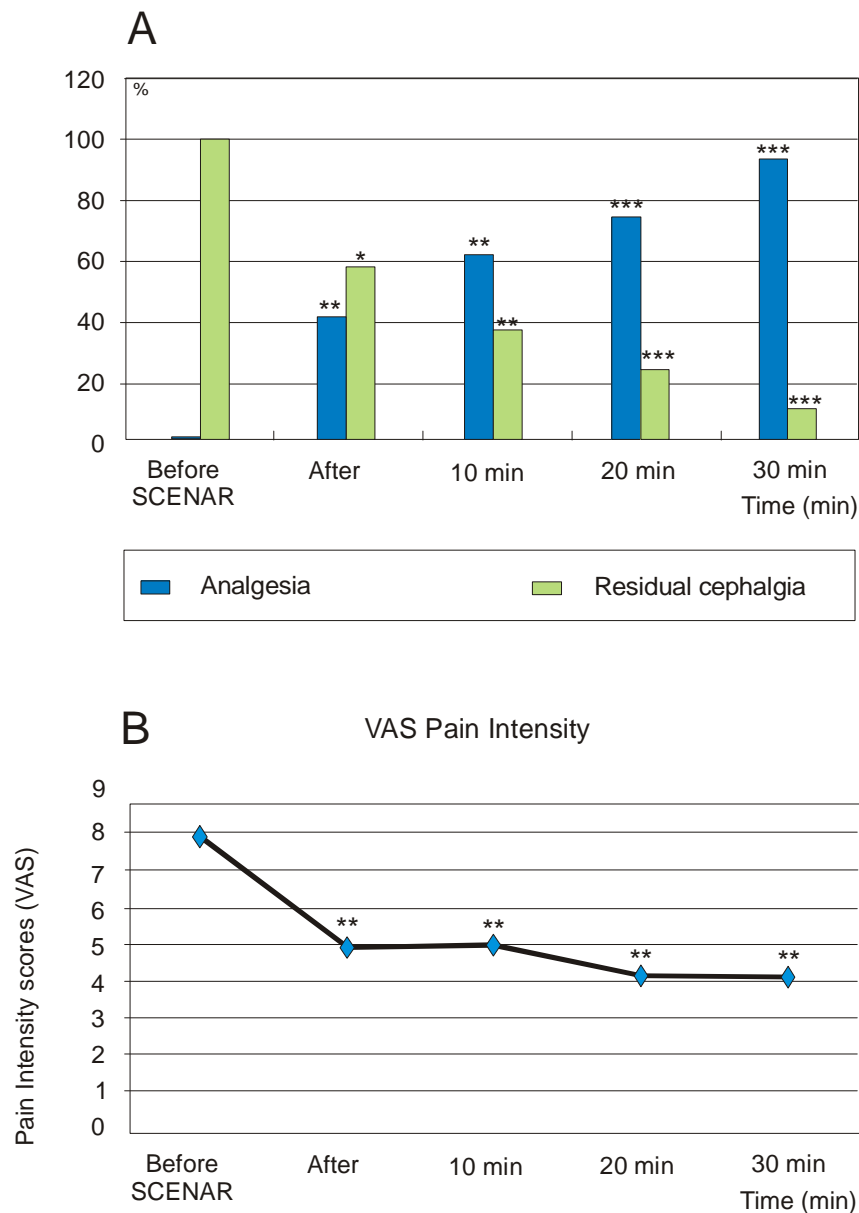 A
120
%
100
80
60
40
20
0
***
***
**
*
**
**
***
***
Before After 10 min 20 min 30 min
SCENAR Time (min)
Analgesia Residual cephalgia
B VAS Pain Intensity
Pain Intensity scores (VAS)
9
8
7
6
5
4
3
2
1
0
** ** ** **
Before After 10 min 20 min 30 min
SCENAR Time (min)